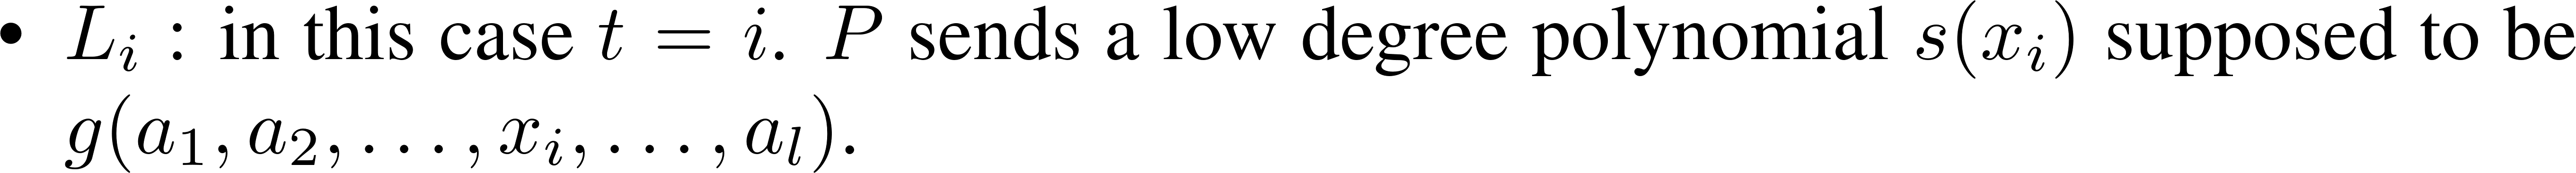 • L_i : in this case t = i. P sends a low degree polynomial s(x_i) supposed to be
g(a_1, a_2, . . . , x_i, . . . , a_l).